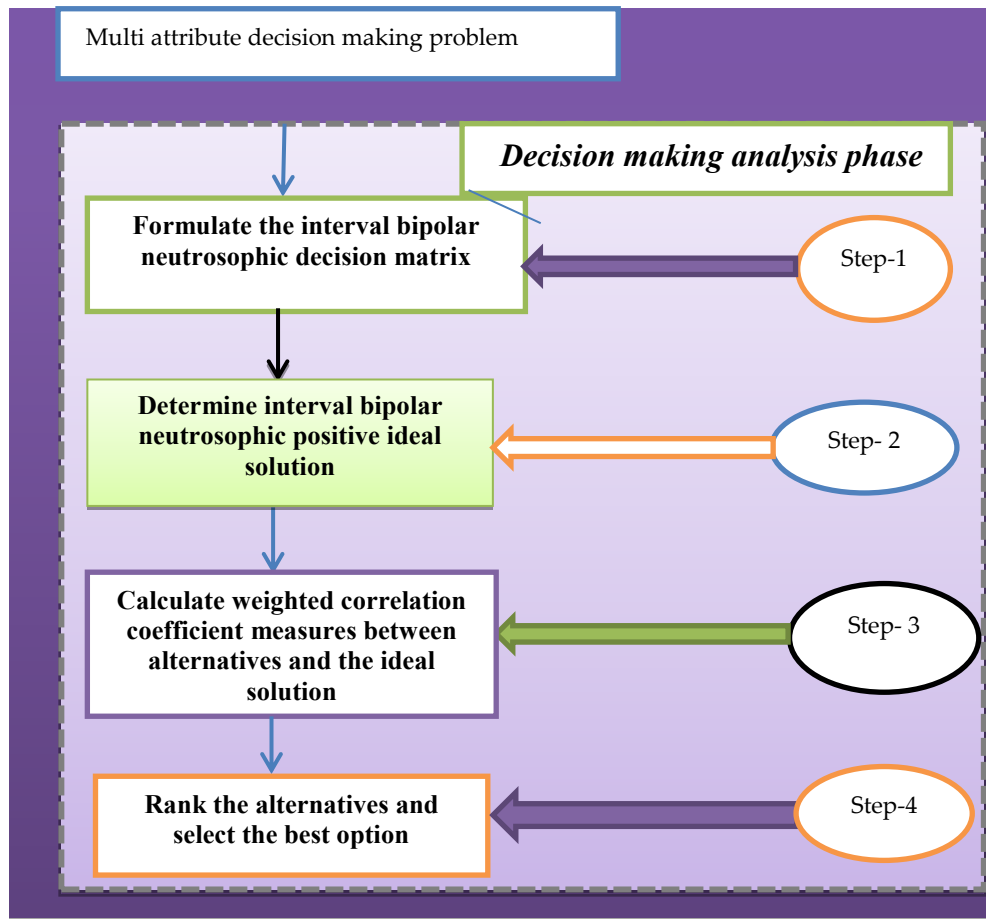 Multi attribute decision making problem
Decision making analysis phase
Formulate the interval bipolar
neutrosophic decision matrix
Step-1
Determine interval bipolar
neutrosophic positive ideal
solution
Step- 2
Calculate weighted correlation
coefficient measures between
alternatives and the ideal
solution
Step- 3
Rank the alternatives and
select the best option
Step-4